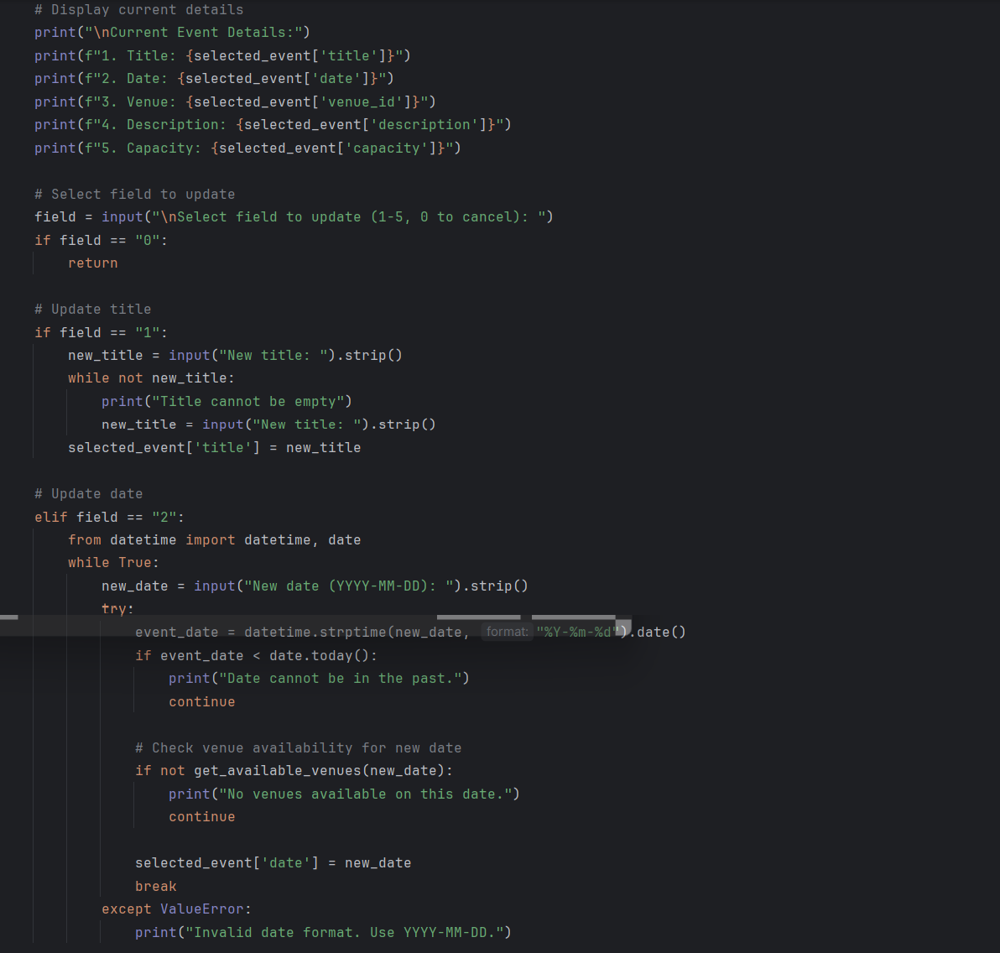 # Display current details
print("\nCurrent Event Details:")
print(f"1. Title: {selected_event['title']}")
print(f"2. Date: {selected_event['date']}")
print(f"3. Venue: {selected_event['venue_id']}")
print(f"4. Description: {selected_event['description']}")
print(f"5. Capacity: {selected_event['capacity']}")

# Select field to update
field = input("\nSelect field to update (1-5, 0 to cancel): ")
if field == "0":
    return

# Update title
if field == "1":
    new_title = input("New title: ").strip()
    while not new_title:
        print("Title cannot be empty")
        new_title = input("New title: ").strip()
    selected_event['title'] = new_title

# Update date
elif field == "2":
    from datetime import datetime, date
    while True:
        new_date = input("New date (YYYY-MM-DD): ").strip()
        try:
            event_date = datetime.strptime(new_date, format: "%Y-%m-%d").date()
            if event_date < date.today():
                print("Date cannot be in the past.")
                continue

            # Check venue availability for new date
            if not get_available_venues(new_date):
                print("No venues available on this date.")
                continue

            selected_event['date'] = new_date
            break
        except ValueError:
            print("Invalid date format. Use YYYY-MM-DD.")